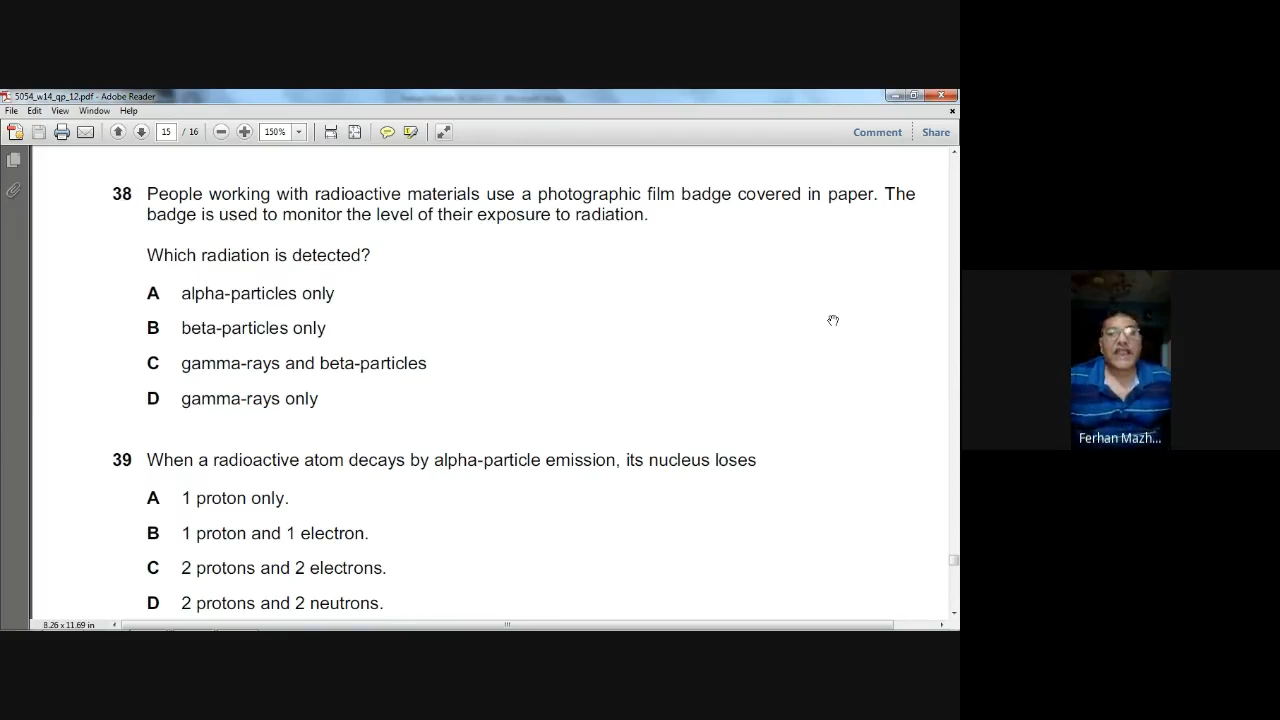 5054_w14_qp_12.pdf - Adobe Reader
File Edit View Window Help
15 / 16 150% Comment Share
38 People working with radioactive materials use a photographic film badge covered in paper. The
badge is used to monitor the level of their exposure to radiation.
Which radiation is detected?
A alpha-particles only
B beta-particles only
C gamma-rays and beta-particles
D gamma-rays only
39 When a radioactive atom decays by alpha-particle emission, its nucleus loses
A 1 proton only.
B 1 proton and 1 electron.
C 2 protons and 2 electrons.
D 2 protons and 2 neutrons.
8.26 x 11.69 in
Ferhan Mazh...